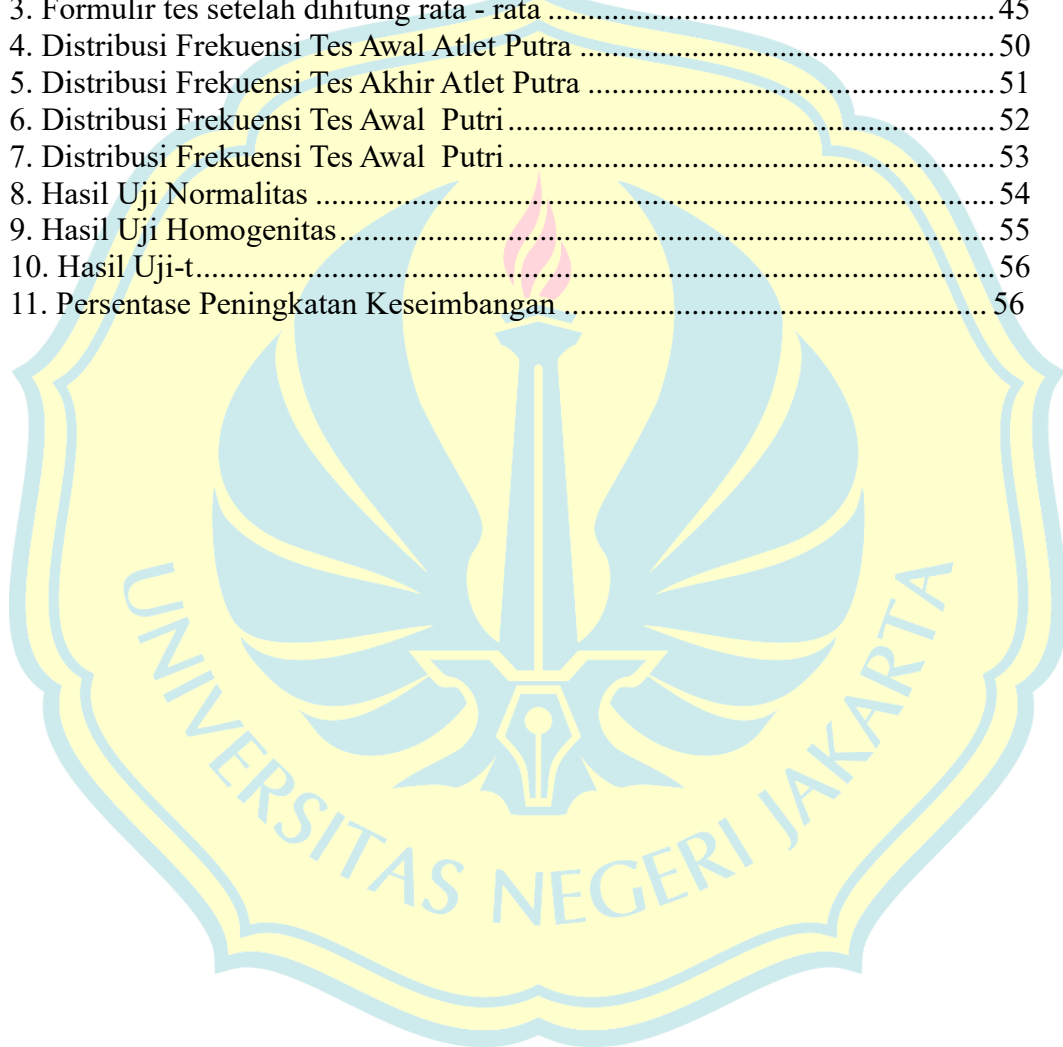 3. Formulir tes setelah dihitung rata - rata ...................................................... 45
4. Distribusi Frekuensi Tes Awal Atlet Putra .................................................. 50
5. Distribusi Frekuensi Tes Akhir Atlet Putra ................................................. 51
6. Distribusi Frekuensi Tes Awal  Putri........................................................... 52
7. Distribusi Frekuensi Tes Awal  Putri........................................................... 53
8. Hasil Uji Normalitas .................................................................................. 54
9. Hasil Uji Homogenitas............................................................................... 55
10. Hasil Uji-t................................................................................................ 56
11. Persentase Peningkatan Keseimbangan ................................................... 56
UNIVERSITAS NEGERI JAKARTA